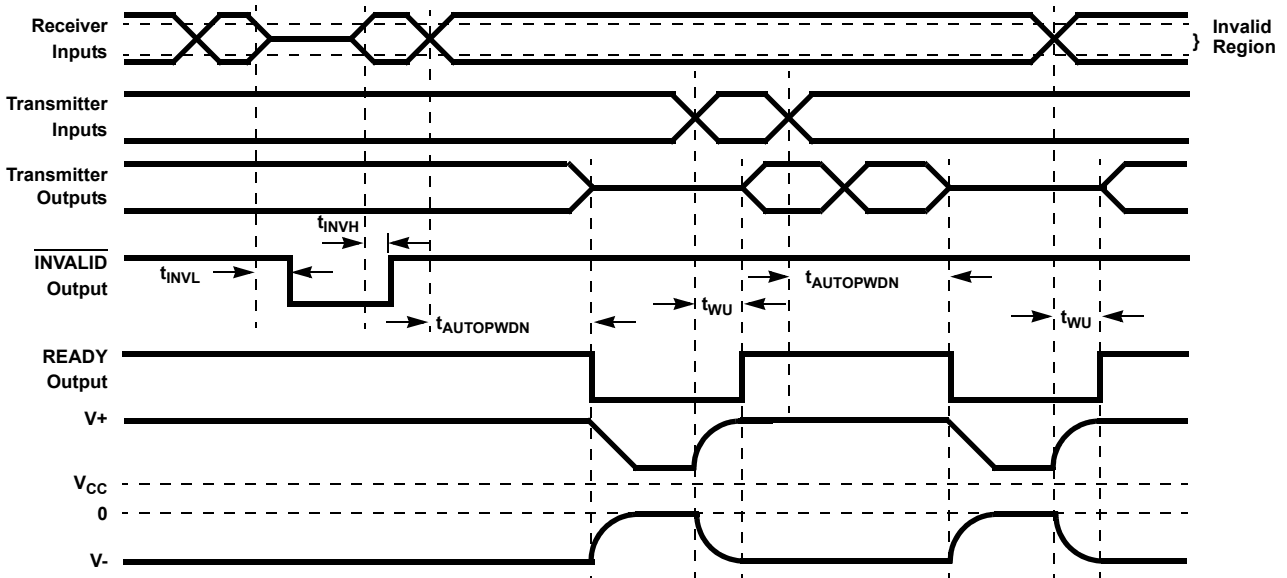 Receiver
Inputs
} Invalid
Region
Transmitter
Inputs
Transmitter
Outputs
tINVH
INVALID
Output
tINVL
tAUTOPWDN
tWU
tAUTOPWDN
tWU
READY
Output
V+
VCC
0
V-